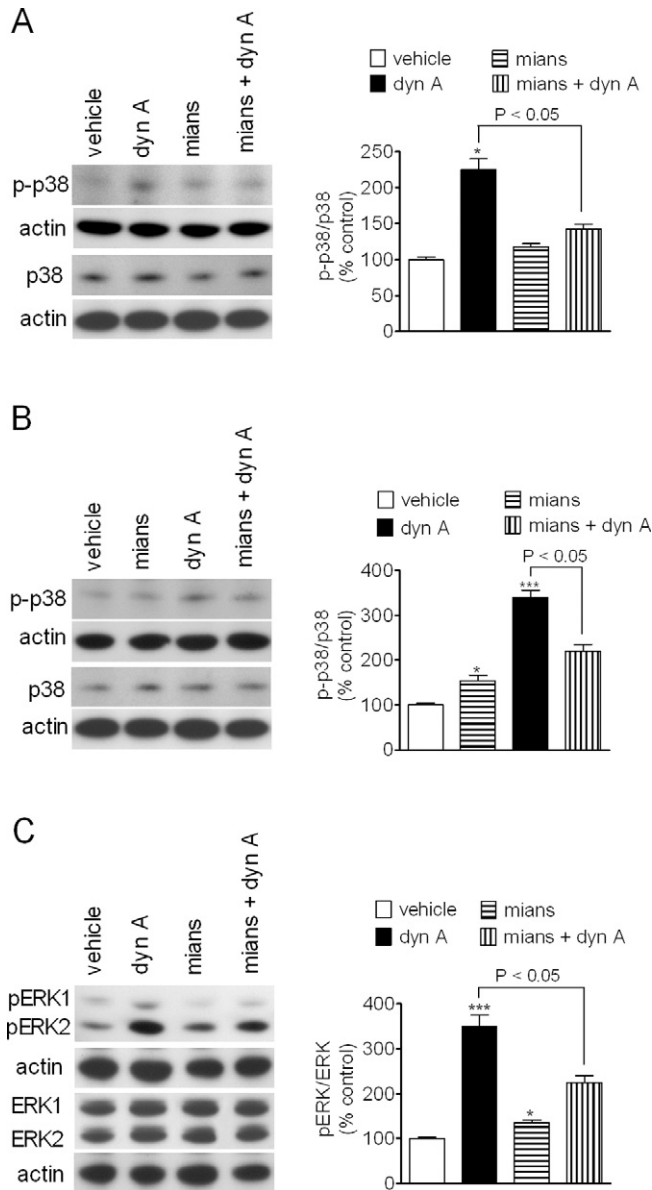 A
vehicle
dyn A
mians
mians + dyn A
p-p38
actin
p38
actin
vehicle mians
dyn A mians + dyn A
P < 0.05
*
250
200
150
100
50
0
p-p38/p38
(% control)
B
vehicle
mians
dyn A
mians + dyn A
p-p38
actin
p38
actin
vehicle mians
dyn A mians + dyn A
P < 0.05
***
*
400
300
200
100
0
p-p38/p38
(% control)
C
vehicle
dyn A
mians
mians + dyn A
pERK1
pERK2
actin
ERK1
ERK2
actin
vehicle mians
dyn A mians + dyn A
P < 0.05
***
*
400
300
200
100
0
pERK/ERK
(% control)